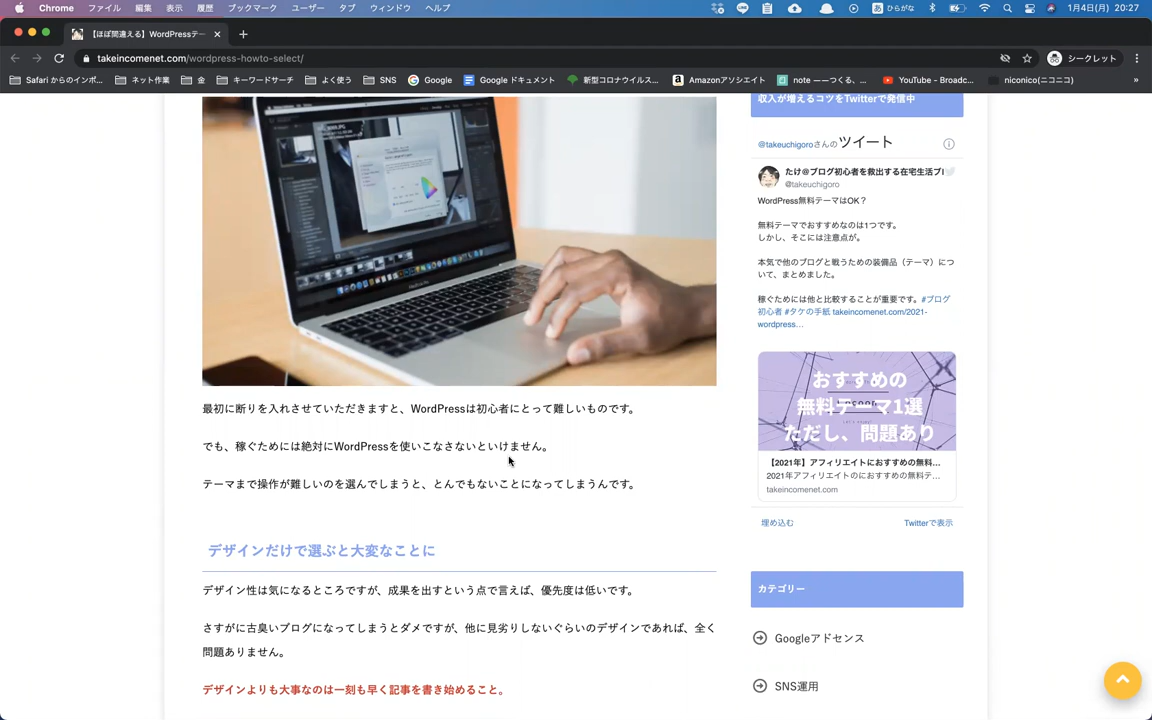 Chrome ファイル 編集 表示 履歴 ブックマーク ユーザー タブ ウィンドウ ヘルプ
あ ひらがな 1月4日(月) 20:27
【ほぼ間違える】WordPressテー
takeincomenet.com/wordpress-howto-select/
シークレット
Safari からのインポ... ネット作業 金 キーワードサーチ よく使う SNS Google Google ドキュメント 新型コロナウイルス... Amazonアソシエイト note ——つくる、... YouTube - Broadc... niconico(ニコニコ) »
最初に断りを入れさせていただきますと、WordPressは初心者にとって難しいものです。
でも、稼ぐためには絶対にWordPressを使いこなさないといけません。
テーマまで操作が難しいのを選んでしまうと、とんでもないことになってしまうんです。
デザインだけで選ぶと大変なことに
デザイン性は気になるところですが、成果を出すという点で言えば、優先度は低いです。
さすがに古臭いブログになってしまうとダメですが、他に見劣りしないぐらいのデザインであれば、全く
問題ありません。
デザインよりも大事なのは一刻も早く記事を書き始めること。
収入が増えるコツをTwitterで発信中
@takeuchigoroさんのツイート
たけ@ブログ初心者を救出する在宅生活ブ
@takeuchigoro
WordPress無料テーマはOK？
無料テーマでおすすめなのは1つです。
しかし、そこには注意点が。
本気で他のブログと戦うための装備品（テーマ）につ
いて、まとめました。
稼ぐためには他と比較することが重要です。#ブログ
初心者 #タケの手紙 takeincomenet.com/2021-
wordpress…
おすすめの
無料テーマ1選
ただし、問題あり
【2021年】アフィリエイトにおすすめの無料...
2021年アフィリエイトのにおすすめの無料テ...
takeincomenet.com
埋め込む Twitterで表示
カテゴリー
Googleアドセンス
SNS運用